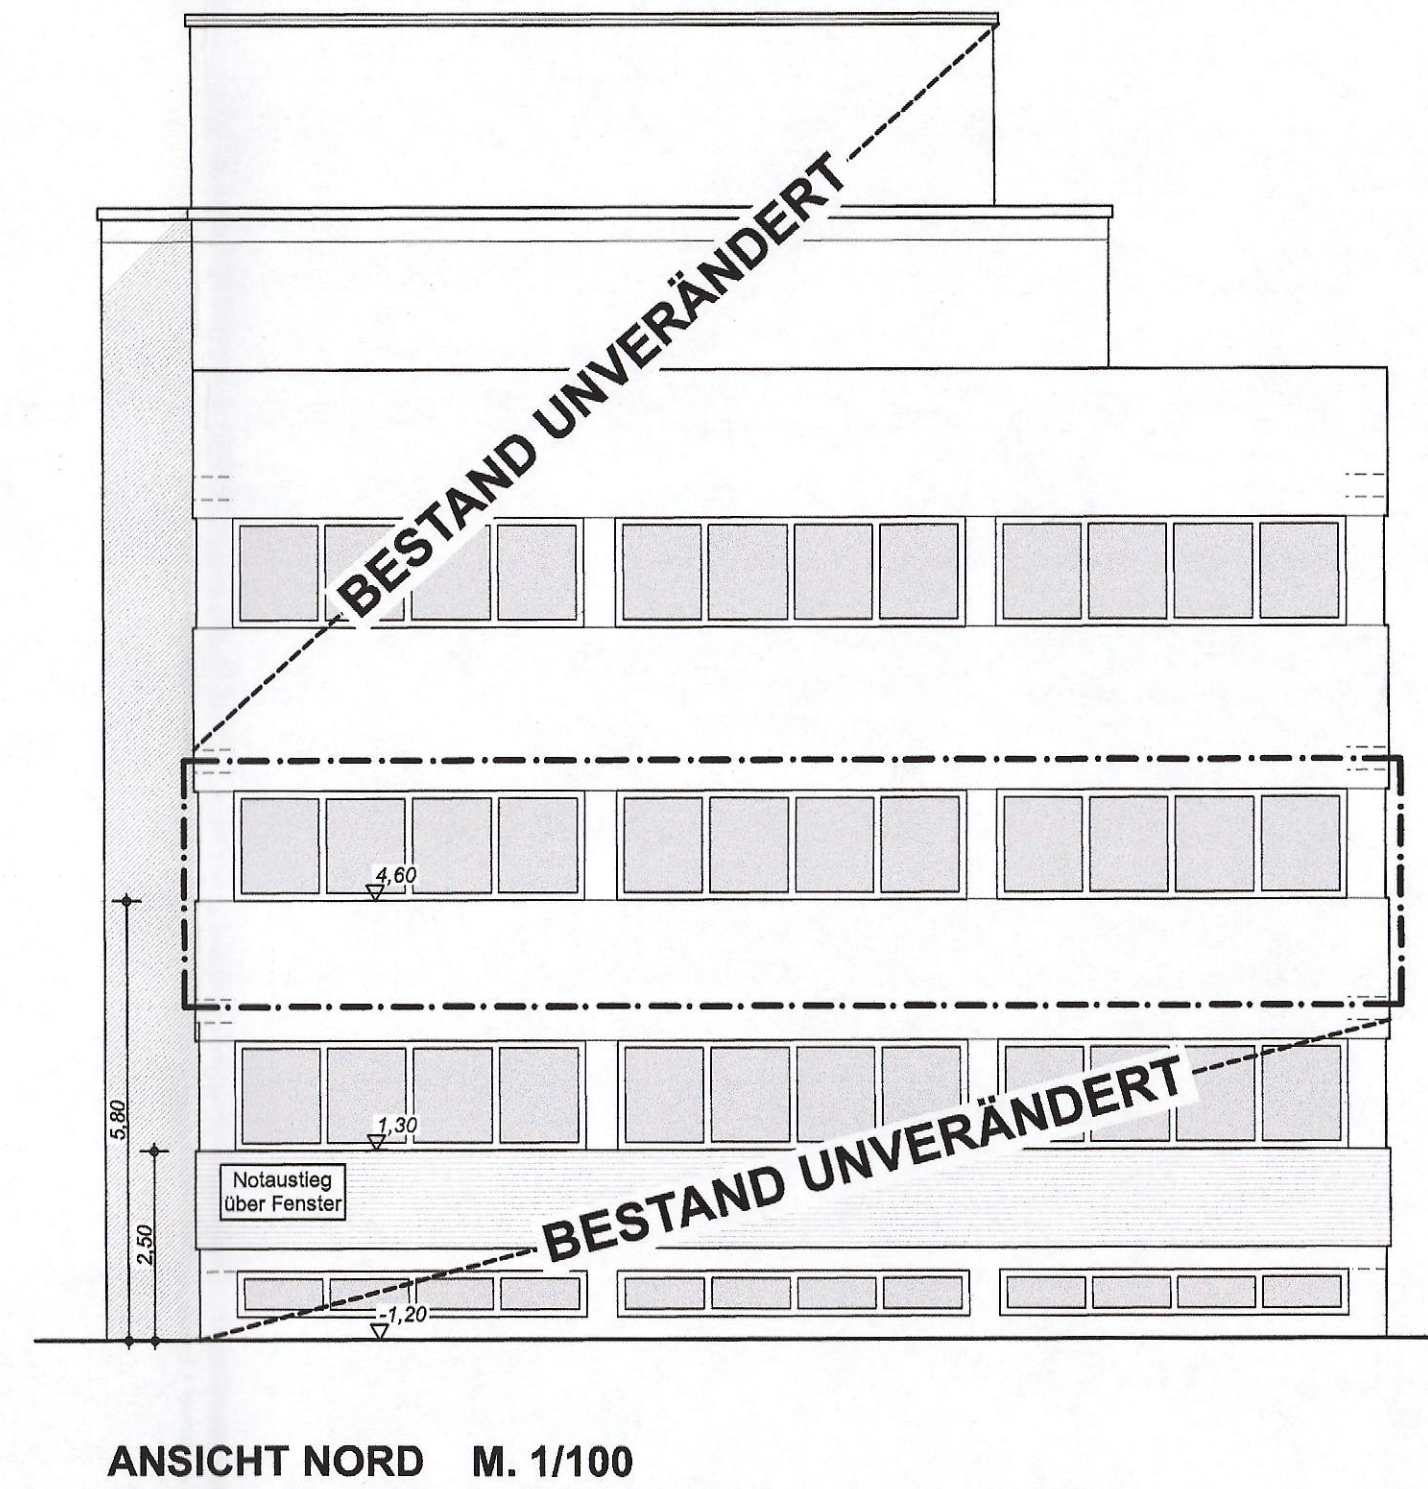 BESTAND UNVERÄNDERT
4,60
5,80
1,30
Notaustieg
über Fenster
2,50
BESTAND UNVERÄNDERT
-1,20
ANSICHT NORD M. 1/100